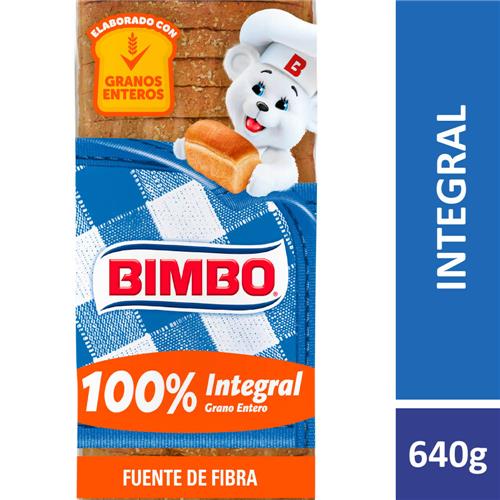 ELABORADO CON
GRANOS
ENTEROS
B
BIMBO®
100% Integral
Grano Entero
FUENTE DE FIBRA
INTEGRAL
640g